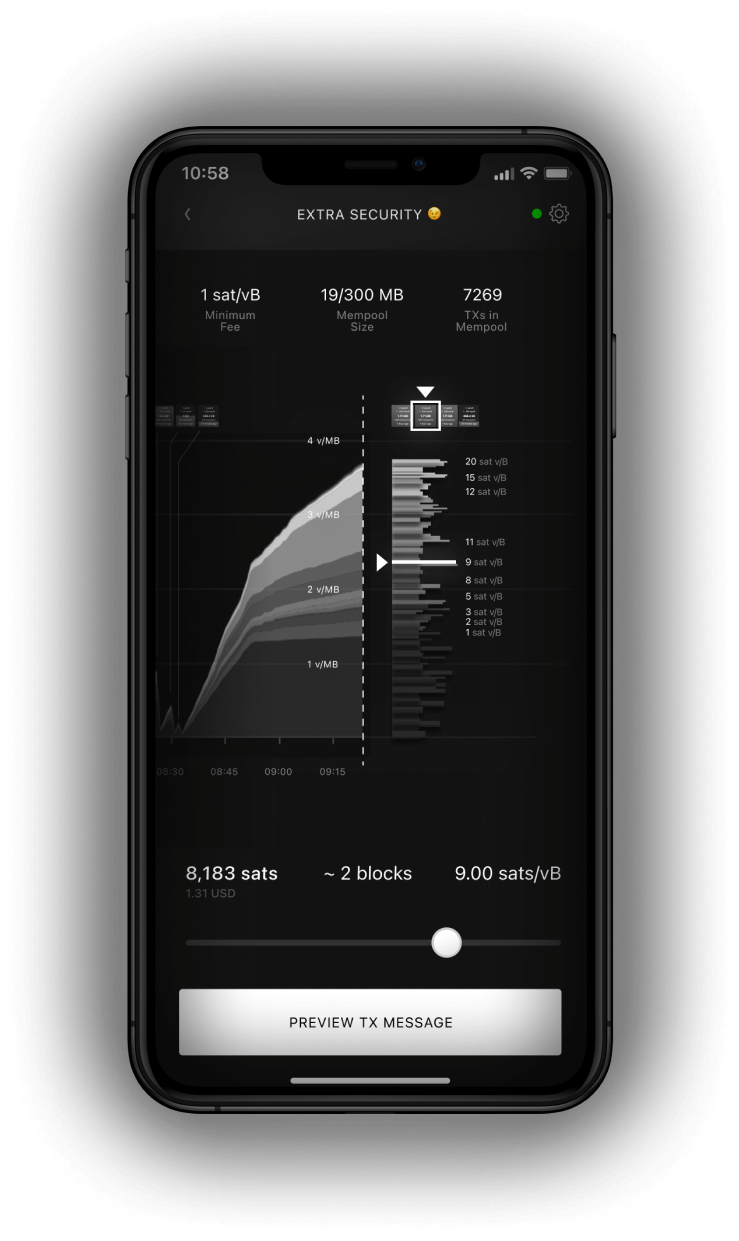 10:58
EXTRA SECURITY 😉
1 sat/vB
Minimum
Fee
19/300 MB
Mempool
Size
7269
TXs in
Mempool
4 v/MB
3 v/MB
2 v/MB
1 v/MB
20 sat v/B
15 sat v/B
12 sat v/B
11 sat v/B
9 sat v/B
8 sat v/B
5 sat v/B
3 sat v/B
2 sat v/B
1 sat v/B
08:30 08:45 09:00 09:15
8,183 sats
1.31 USD
~ 2 blocks
9.00 sats/vB
PREVIEW TX MESSAGE